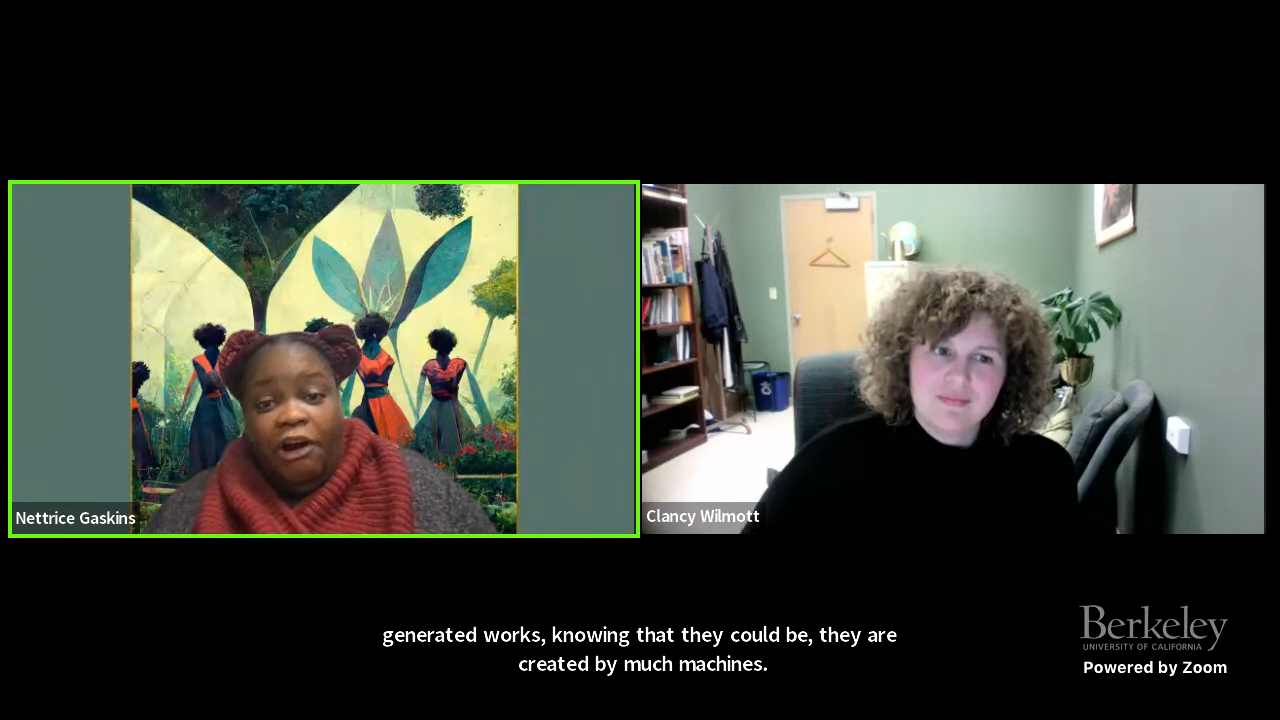 Nettrice Gaskins
Clancy Wilmott
generated works, knowing that they could be, they are
created by much machines.
Berkeley
UNIVERSITY OF CALIFORNIA
Powered by Zoom